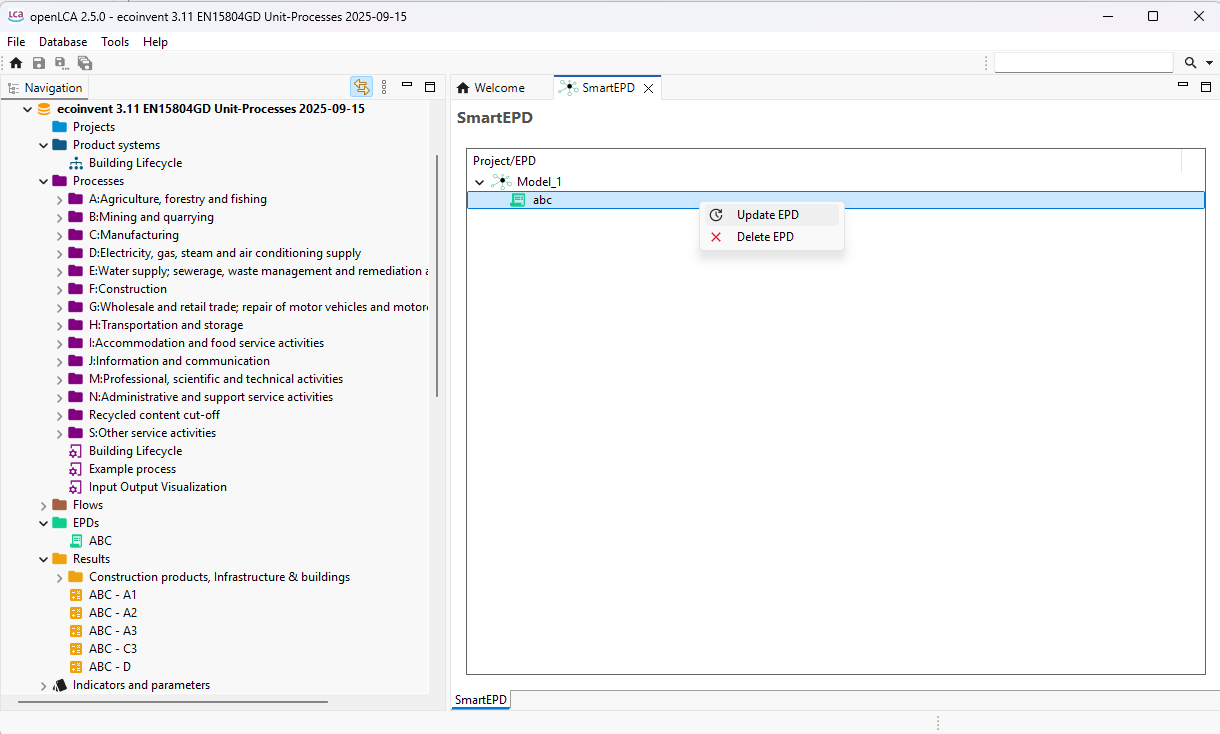 LCA openLCA 2.5.0 - ecoinvent 3.11 EN15804GD Unit-Processes 2025-09-15
File Database Tools Help
Navigation
ecoinvent 3.11 EN15804GD Unit-Processes 2025-09-15
Projects
Product systems
Building Lifecycle
Processes
A:Agriculture, forestry and fishing
B:Mining and quarrying
C:Manufacturing
D:Electricity, gas, steam and air conditioning supply
E:Water supply; sewerage, waste management and remediation a
F:Construction
G:Wholesale and retail trade; repair of motor vehicles and motor
H:Transportation and storage
I:Accommodation and food service activities
J:Information and communication
M:Professional, scientific and technical activities
N:Administrative and support service activities
Recycled content cut-off
S:Other service activities
Building Lifecycle
Example process
Input Output Visualization
Flows
EPDs
ABC
Results
Construction products, Infrastructure & buildings
ABC - A1
ABC - A2
ABC - A3
ABC - C3
ABC - D
Indicators and parameters
Welcome SmartEPD
SmartEPD
Project/EPD
Model_1
abc
Update EPD
Delete EPD
SmartEPD